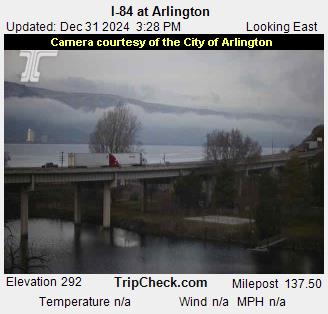 I-84 at Arlington
Updated: Dec 31 2024 3:28 PM Looking East
Camera courtesy of the City of Arlington
Elevation 292 TripCheck.com Milepost 137.50
Temperature n/a Wind n/a MPH n/a